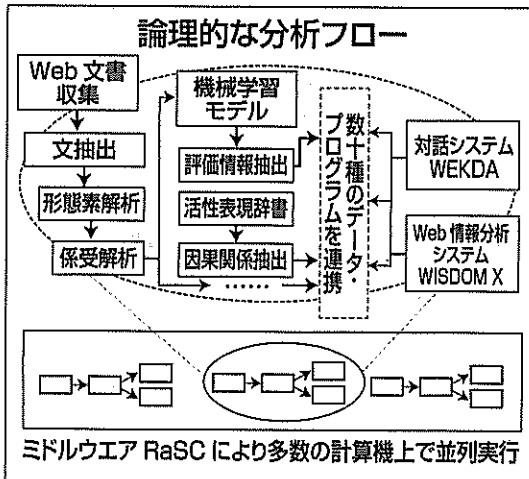 論理的な分析フロー
Web 文書
収集
文抽出
形態素解析
係受解析
機械学習
モデル
評価情報抽出
活性表現辞書
因果関係抽出
……
数十種のデータ・
プログラムを連携
対話システム
WEKDA
Web 情報分析
システム
WISDOM X
ミドルウエア RaSC により多数の計算機上で並列実行